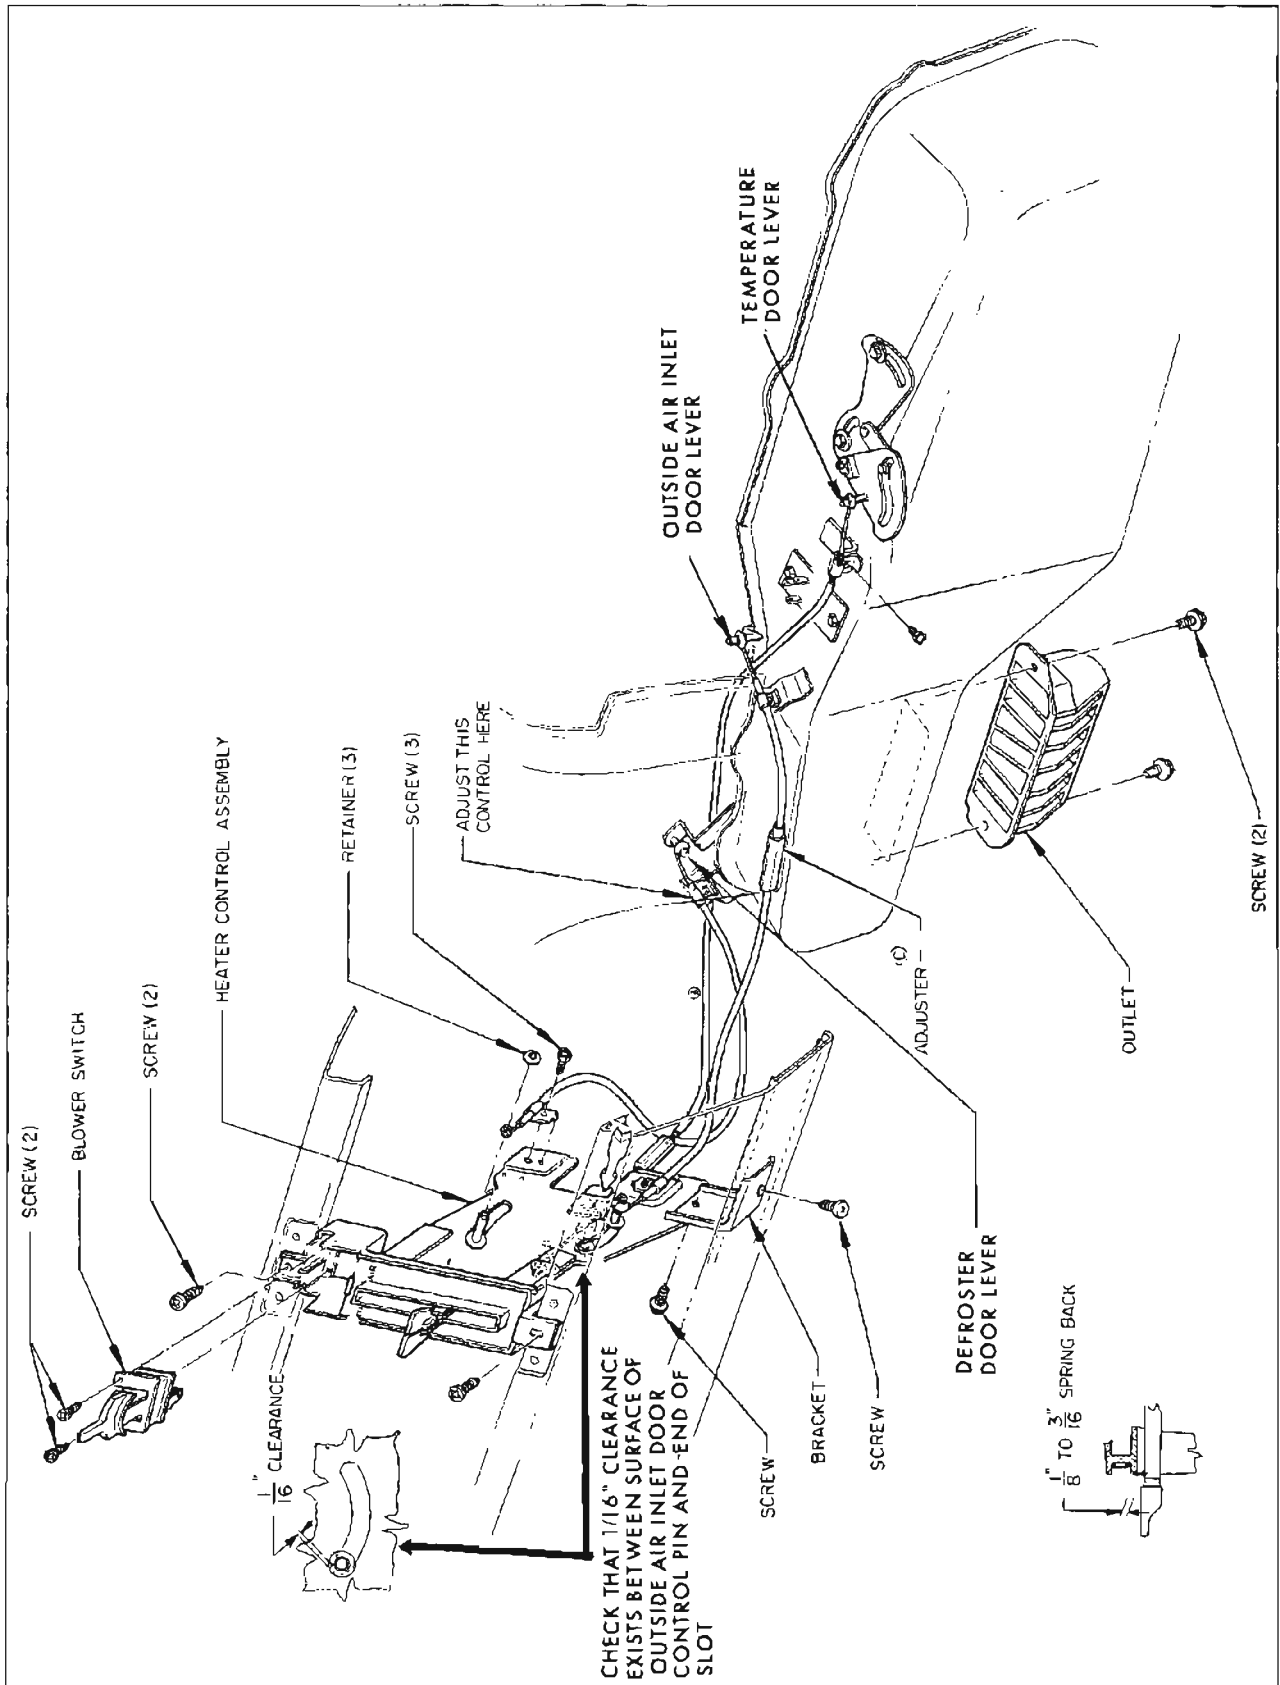 SCREW (2)
BLOWER SWITCH
SCREW (2)
HEATER CONTROL ASSEMBLY
RETAINER (3)
SCREW (3)
ADJUST THIS
CONTROL HERE
OUTSIDE AIR INLET
DOOR LEVER
TEMPERATURE
DOOR LEVER
1/16" CLEARANCE
AIR
CHECK THAT 1/16" CLEARANCE
EXISTS BETWEEN SURFACE OF
OUTSIDE AIR INLET DOOR
CONTROL PIN AND END OF
SLOT
SCREW
BRACKET
SCREW
DEFROSTER
DOOR LEVER
ADJUSTER
OUTLET
SCREW (2)
1/8" TO 3/16" SPRING BACK